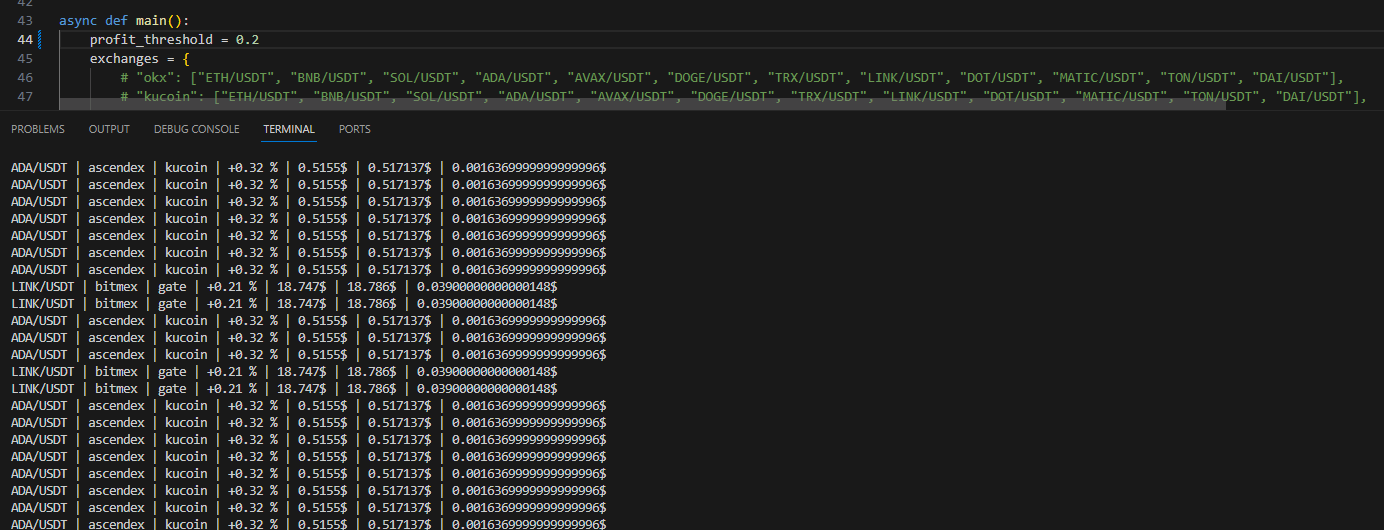 42
43 async def main():
44 profit_threshold = 0.2
45 exchanges = {
46 # "okx": ["ETH/USDT", "BNB/USDT", "SOL/USDT", "ADA/USDT", "AVAX/USDT", "DOGE/USDT", "TRX/USDT", "LINK/USDT", "DOT/USDT", "MATIC/USDT", "TON/USDT", "DAI/USDT"],
47 # "kucoin": ["ETH/USDT", "BNB/USDT", "SOL/USDT", "ADA/USDT", "AVAX/USDT", "DOGE/USDT", "TRX/USDT", "LINK/USDT", "DOT/USDT", "MATIC/USDT", "TON/USDT", "DAI/USDT"],
PROBLEMS OUTPUT DEBUG CONSOLE TERMINAL PORTS
ADA/USDT | ascendex | kucoin | +0.32 % | 0.5155$ | 0.517137$ | 0.0016369999999999996$
ADA/USDT | ascendex | kucoin | +0.32 % | 0.5155$ | 0.517137$ | 0.0016369999999999996$
ADA/USDT | ascendex | kucoin | +0.32 % | 0.5155$ | 0.517137$ | 0.0016369999999999996$
ADA/USDT | ascendex | kucoin | +0.32 % | 0.5155$ | 0.517137$ | 0.0016369999999999996$
ADA/USDT | ascendex | kucoin | +0.32 % | 0.5155$ | 0.517137$ | 0.0016369999999999996$
ADA/USDT | ascendex | kucoin | +0.32 % | 0.5155$ | 0.517137$ | 0.0016369999999999996$
ADA/USDT | ascendex | kucoin | +0.32 % | 0.5155$ | 0.517137$ | 0.0016369999999999996$
LINK/USDT | bitmex | gate | +0.21 % | 18.747$ | 18.786$ | 0.03900000000000148$
LINK/USDT | bitmex | gate | +0.21 % | 18.747$ | 18.786$ | 0.03900000000000148$
ADA/USDT | ascendex | kucoin | +0.32 % | 0.5155$ | 0.517137$ | 0.0016369999999999996$
ADA/USDT | ascendex | kucoin | +0.32 % | 0.5155$ | 0.517137$ | 0.0016369999999999996$
ADA/USDT | ascendex | kucoin | +0.32 % | 0.5155$ | 0.517137$ | 0.0016369999999999996$
LINK/USDT | bitmex | gate | +0.21 % | 18.747$ | 18.786$ | 0.03900000000000148$
LINK/USDT | bitmex | gate | +0.21 % | 18.747$ | 18.786$ | 0.03900000000000148$
ADA/USDT | ascendex | kucoin | +0.32 % | 0.5155$ | 0.517137$ | 0.0016369999999999996$
ADA/USDT | ascendex | kucoin | +0.32 % | 0.5155$ | 0.517137$ | 0.0016369999999999996$
ADA/USDT | ascendex | kucoin | +0.32 % | 0.5155$ | 0.517137$ | 0.0016369999999999996$
ADA/USDT | ascendex | kucoin | +0.32 % | 0.5155$ | 0.517137$ | 0.0016369999999999996$
ADA/USDT | ascendex | kucoin | +0.32 % | 0.5155$ | 0.517137$ | 0.0016369999999999996$
ADA/USDT | ascendex | kucoin | +0.32 % | 0.5155$ | 0.517137$ | 0.0016369999999999996$
ADA/USDT | ascendex | kucoin | +0.32 % | 0.5155$ | 0.517137$ | 0.0016369999999999996$
ADA/USDT | ascendex | kucoin | +0.32 % | 0.5155$ | 0.517137$ | 0.0016369999999999996$